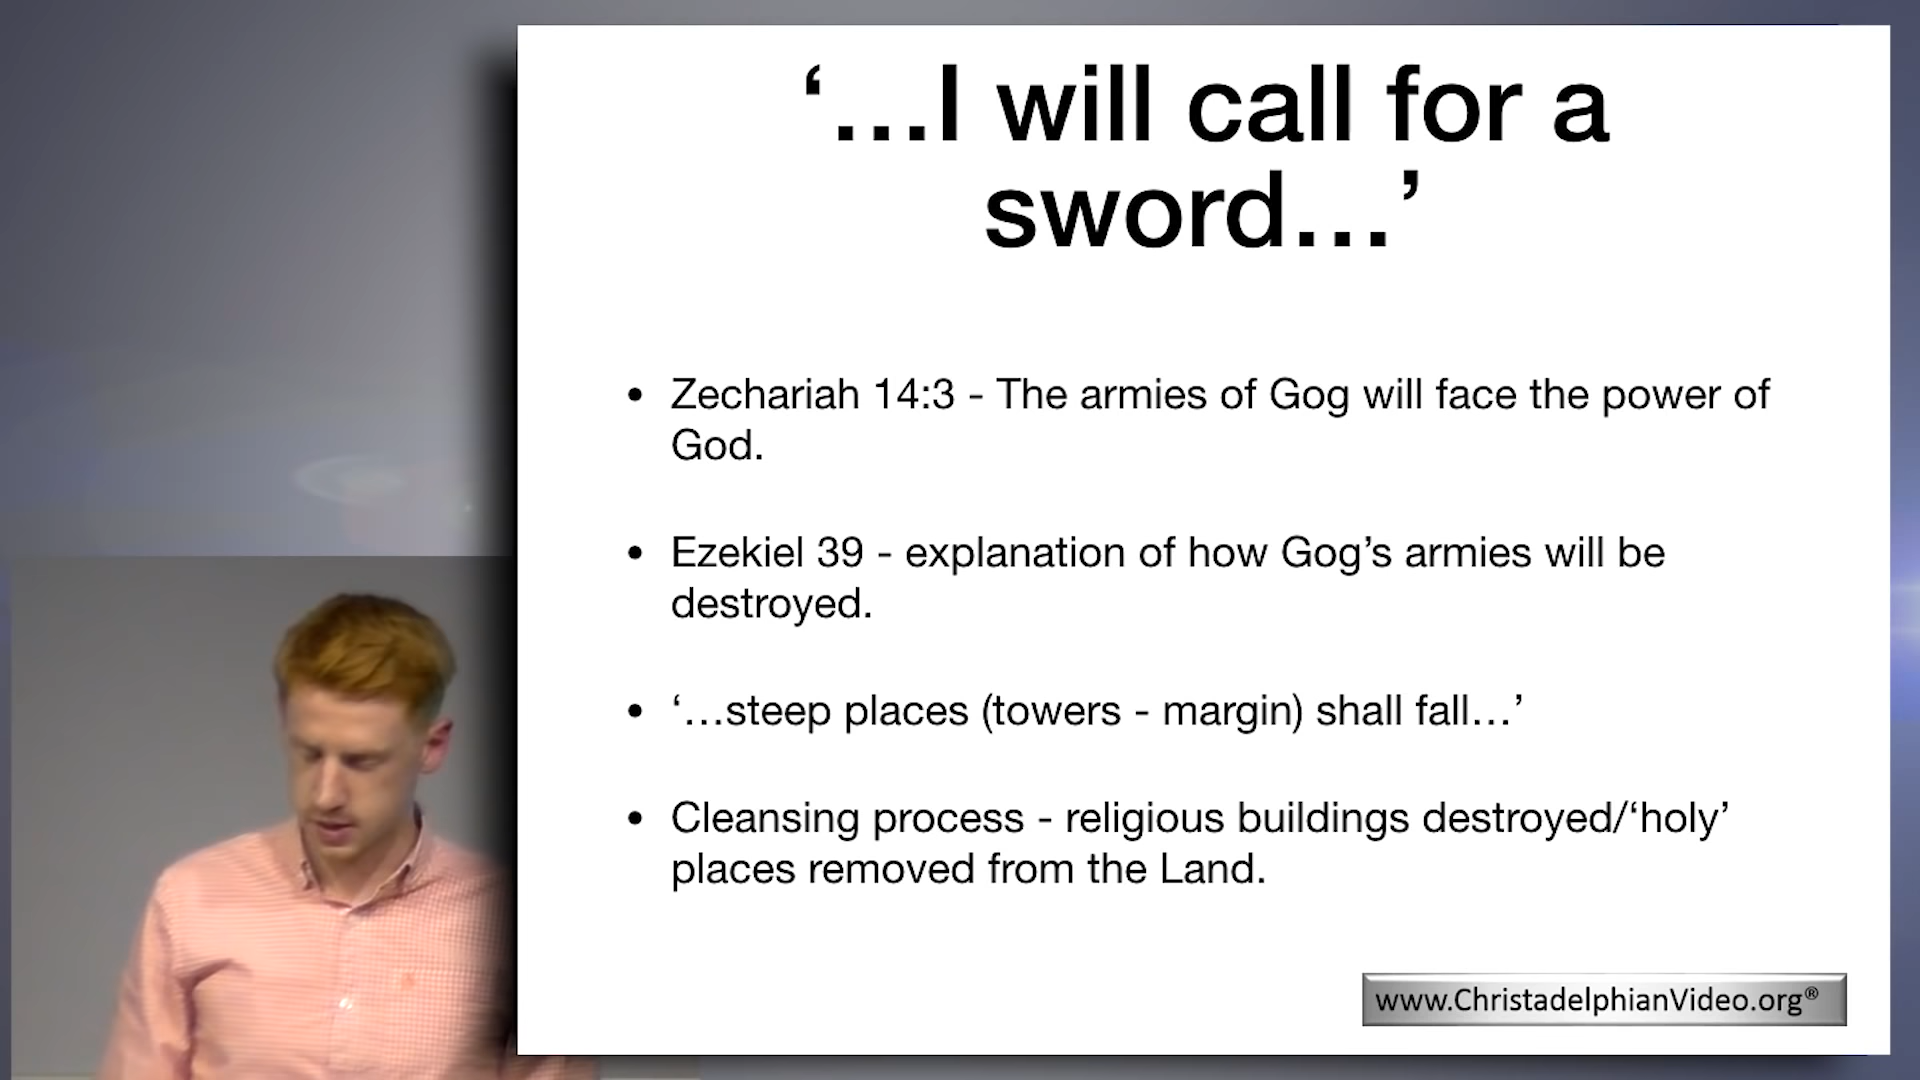 ‘…I will call for a
sword…’
• Zechariah 14:3 - The armies of Gog will face the power of
God.
• Ezekiel 39 - explanation of how Gog’s armies will be
destroyed.
• ‘…steep places (towers - margin) shall fall…’
• Cleansing process - religious buildings destroyed/‘holy’
places removed from the Land.
www.ChristadelphianVideo.org®